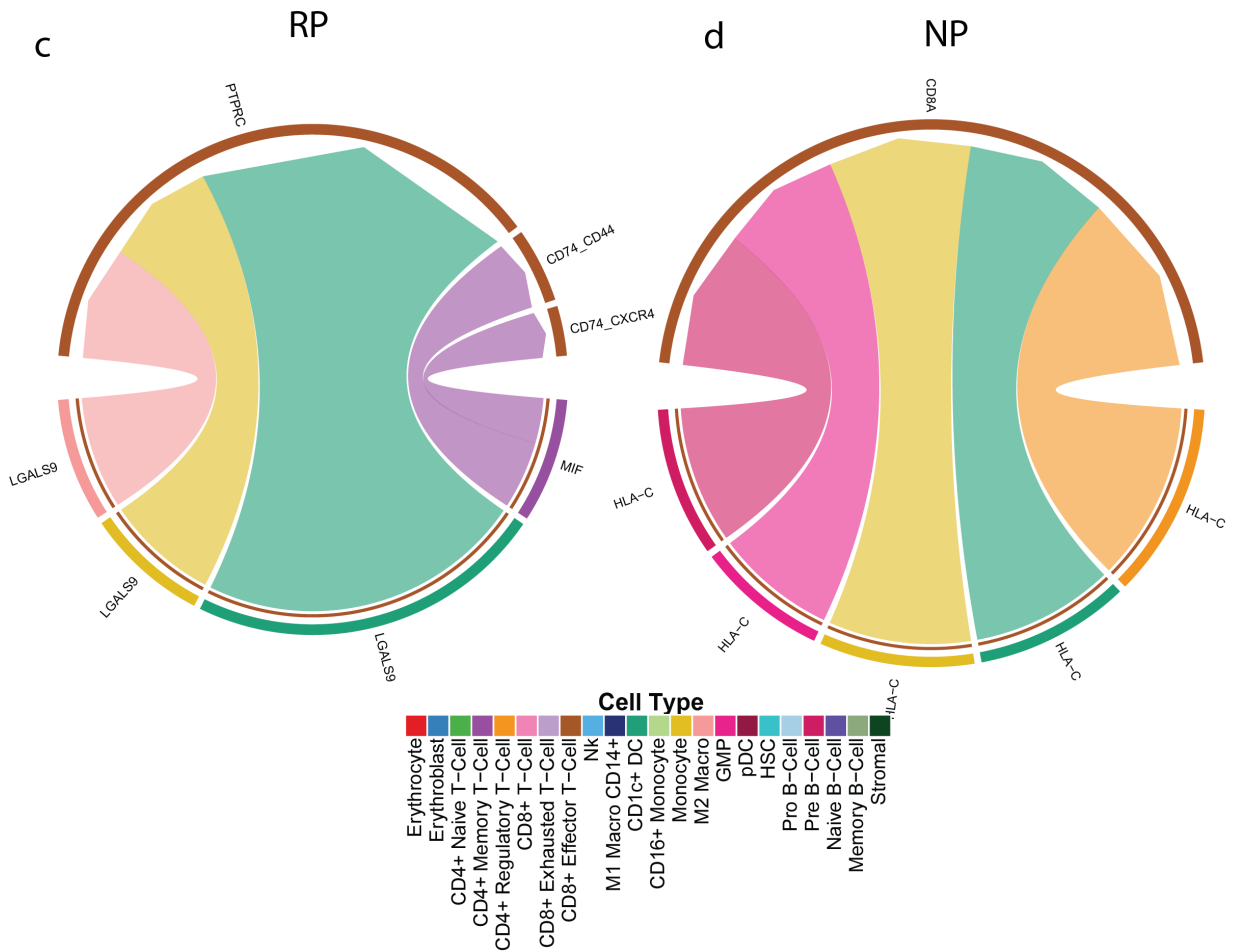 c
RP
d
NP
PTPRC
CD74_CD44
CD74_CXCR4
LGALS9
LGALS9
LGALS9
MIF
CD8A
HLA−C
HLA−C
HLA−C
HLA−C
HLA−C
Cell Type
Erythrocyte
Erythroblast
CD4+ Naive T−Cell
CD4+ Memory T−Cell
CD4+ Regulatory T−Cell
CD8+ T−Cell
CD8+ Exhausted T−Cell
CD8+ Effector T−Cell
Nk
M1 Macro CD14+
CD1c+ DC
CD16+ Monocyte
Monocyte
M2 Macro
GMP
pDC
HSC
Pro B−Cell
Pre B−Cell
Naive B−Cell
Memory B−Cell
Stromal